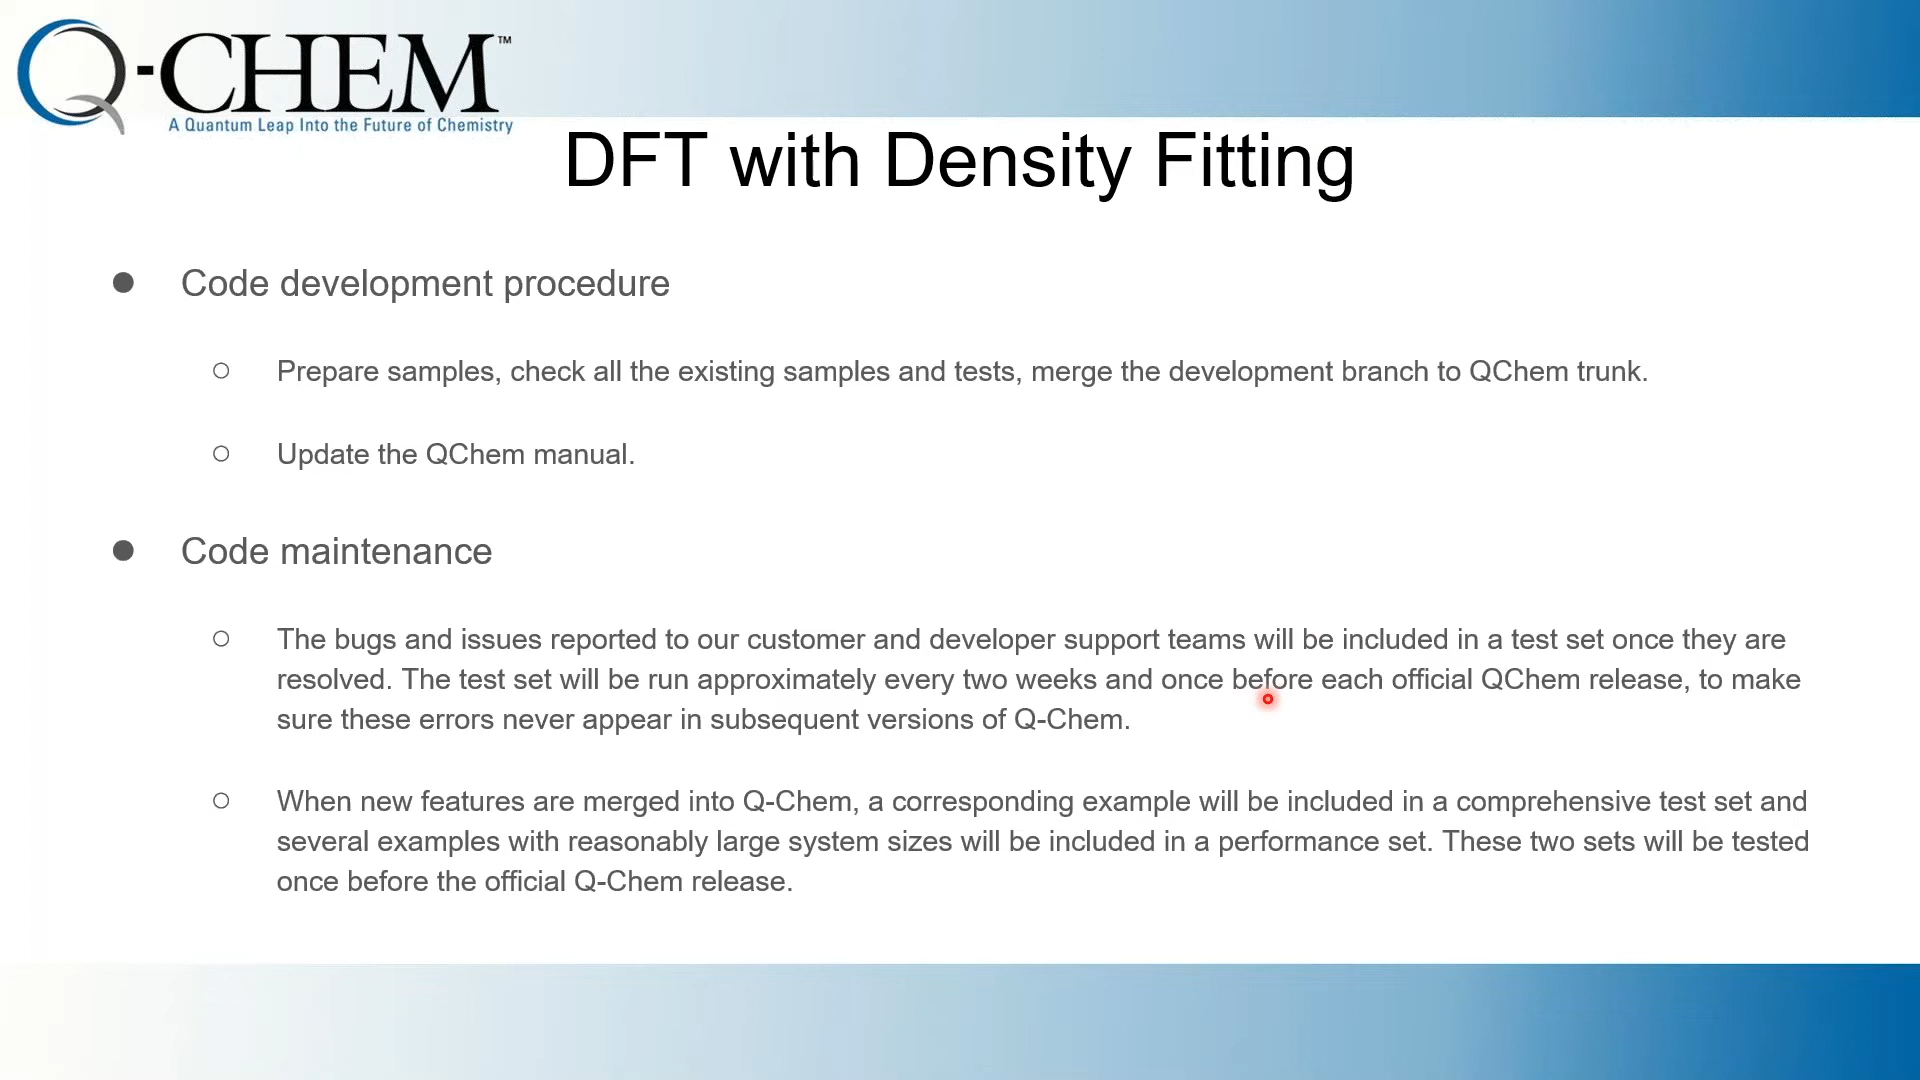 Q-CHEM™
A Quantum Leap Into the Future of Chemistry
DFT with Density Fitting
● Code development procedure
○ Prepare samples, check all the existing samples and tests, merge the development branch to QChem trunk.
○ Update the QChem manual.
● Code maintenance
○ The bugs and issues reported to our customer and developer support teams will be included in a test set once they are
resolved. The test set will be run approximately every two weeks and once before each official QChem release, to make
sure these errors never appear in subsequent versions of Q-Chem.
○ When new features are merged into Q-Chem, a corresponding example will be included in a comprehensive test set and
several examples with reasonably large system sizes will be included in a performance set. These two sets will be tested
once before the official Q-Chem release.